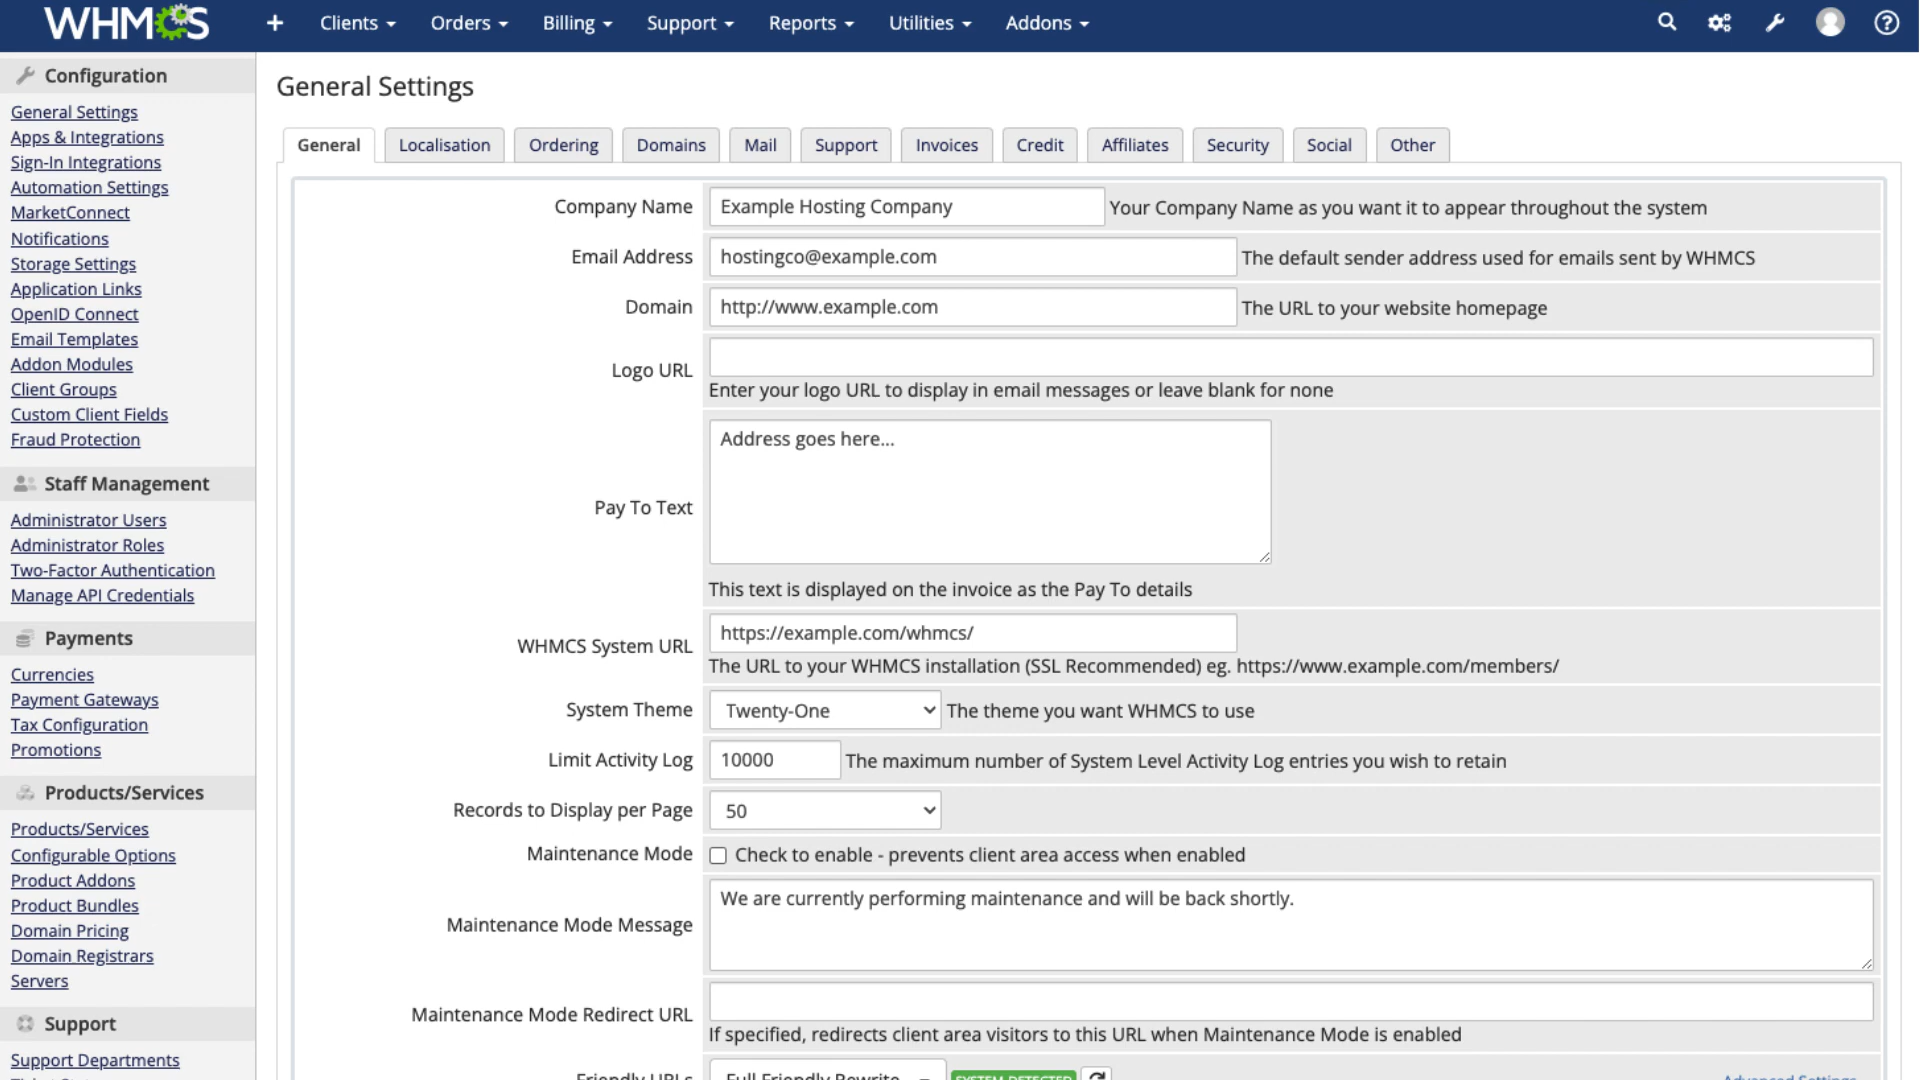 WHMCS
+ Clients Orders Billing Support Reports Utilities Addons
Configuration
General Settings
Apps & Integrations
Sign-In Integrations
Automation Settings
MarketConnect
Notifications
Storage Settings
Application Links
OpenID Connect
Email Templates
Addon Modules
Client Groups
Custom Client Fields
Fraud Protection
Staff Management
Administrator Users
Administrator Roles
Two-Factor Authentication
Manage API Credentials
Payments
Currencies
Payment Gateways
Tax Configuration
Promotions
Products/Services
Products/Services
Configurable Options
Product Addons
Product Bundles
Domain Pricing
Domain Registrars
Servers
Support
Support Departments
General Settings
General Localisation Ordering Domains Mail Support Invoices Credit Affiliates Security Social Other
Company Name Example Hosting Company Your Company Name as you want it to appear throughout the system
Email Address hostingco@example.com The default sender address used for emails sent by WHMCS
Domain http://www.example.com The URL to your website homepage
Logo URL
Enter your logo URL to display in email messages or leave blank for none
Address goes here...
Pay To Text
This text is displayed on the invoice as the Pay To details
WHMCS System URL https://example.com/whmcs/
The URL to your WHMCS installation (SSL Recommended) eg. https://www.example.com/members/
System Theme Twenty-One The theme you want WHMCS to use
Limit Activity Log 10000 The maximum number of System Level Activity Log entries you wish to retain
Records to Display per Page 50
Maintenance Mode Check to enable - prevents client area access when enabled
We are currently performing maintenance and will be back shortly.
Maintenance Mode Message
Maintenance Mode Redirect URL
If specified, redirects client area visitors to this URL when Maintenance Mode is enabled
Friendly URLs Full Friendly Rewrite SYSTEM DETECTED Advanced Settings